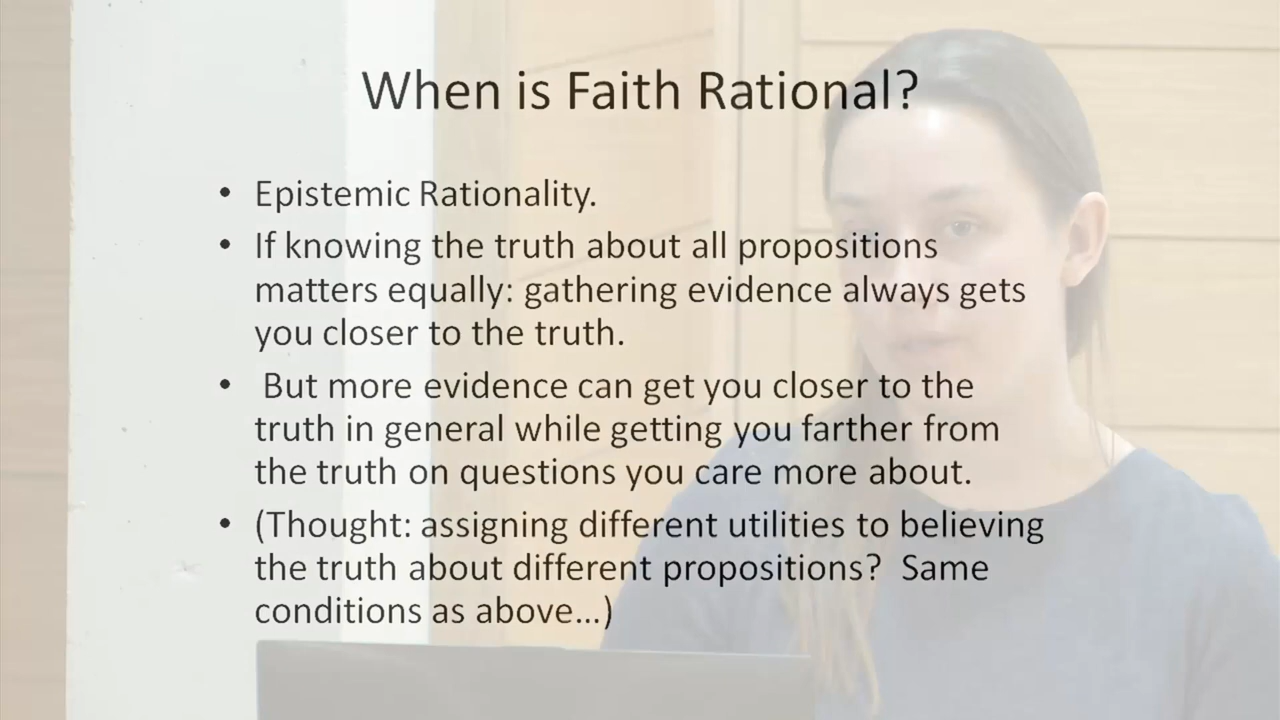 When is Faith Rational?
• Epistemic Rationality.
• If knowing the truth about all propositions
matters equally: gathering evidence always gets
you closer to the truth.
• But more evidence can get you closer to the
truth in general while getting you farther from
the truth on questions you care more about.
• (Thought: assigning different utilities to believing
the truth about different propositions? Same
conditions as above...)